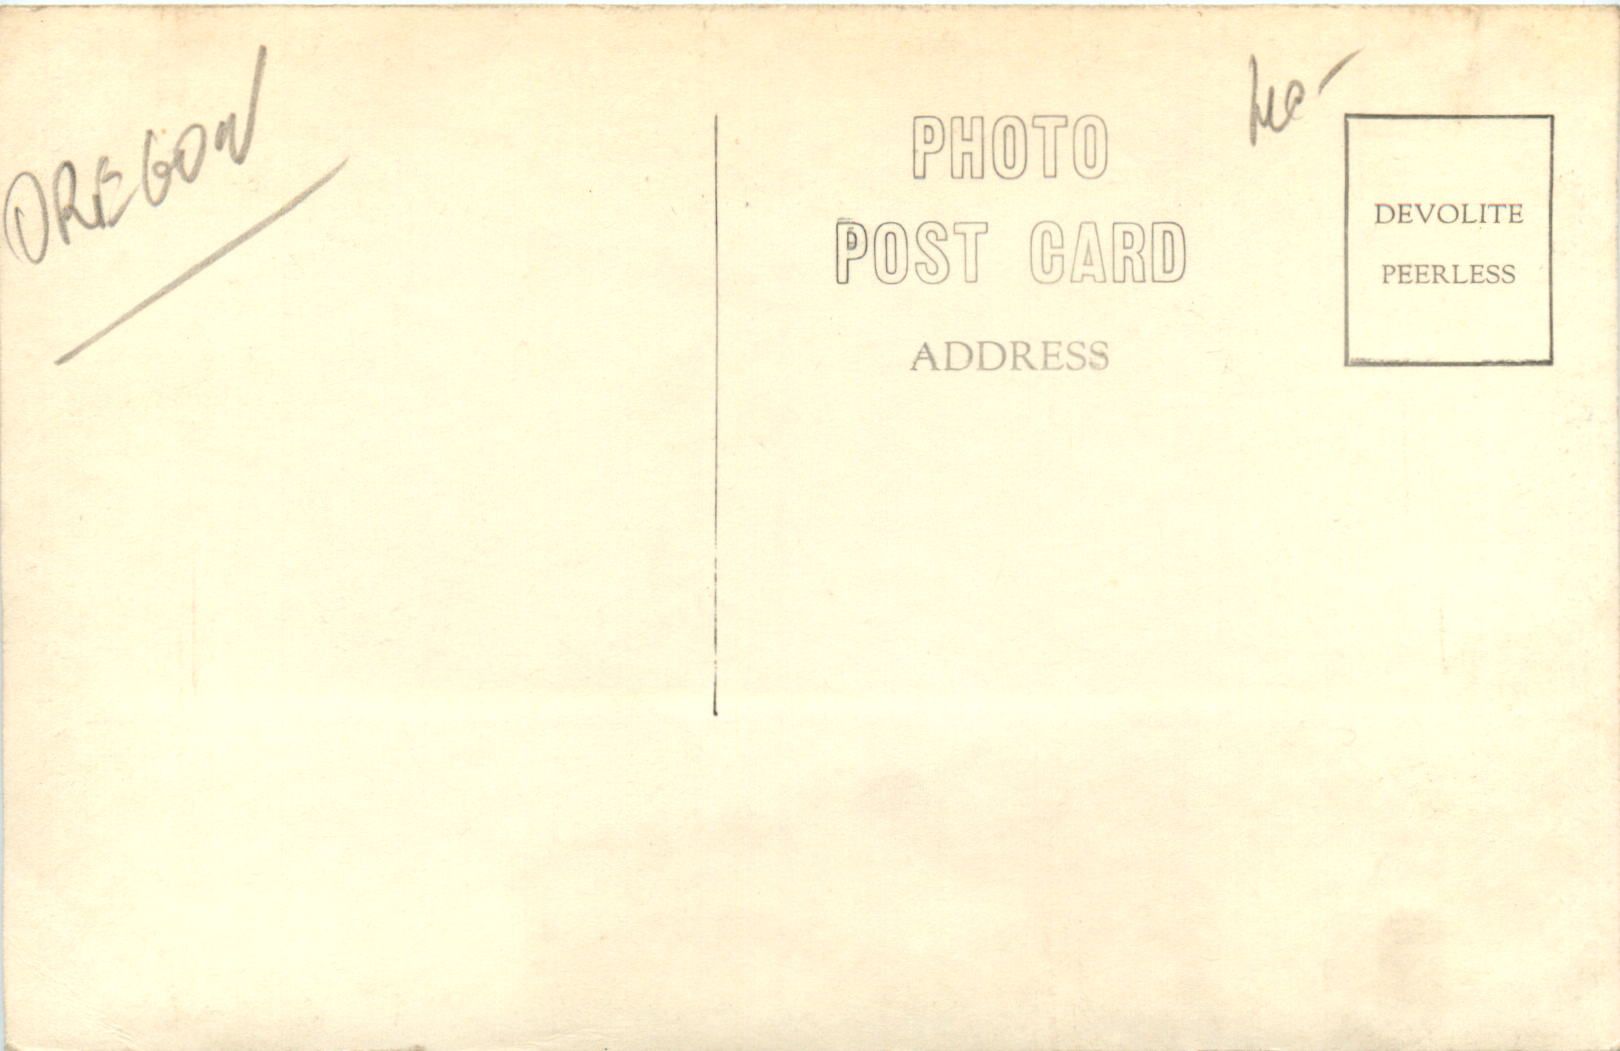 OREGON
PHOTO
POST CARD
ADDRESS
DEVOLITE
PEERLESS